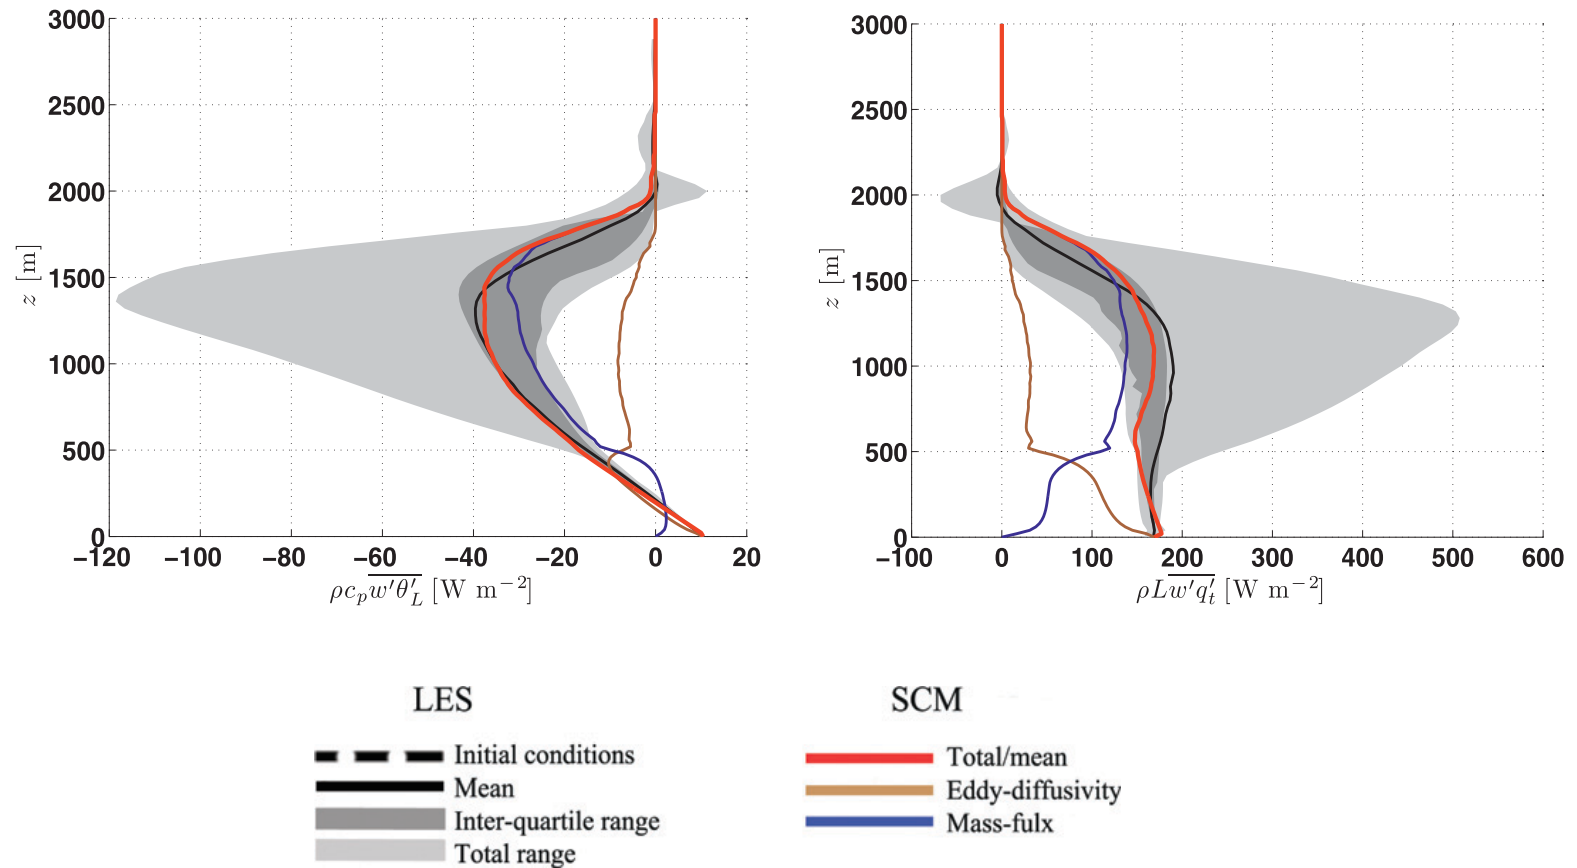 3000
2500
2000
1500
1000
500
0
z [m]
−120 −100 −80 −60 −40 −20 0 20
ρc_p w′θ′_L [W m⁻²]
3000
2500
2000
1500
1000
500
0
z [m]
−100 0 100 200 300 400 500 600
ρL w′q′_t [W m⁻²]
LES
Initial conditions
Mean
Inter-quartile range
Total range
SCM
Total/mean
Eddy-diffusivity
Mass-fulx